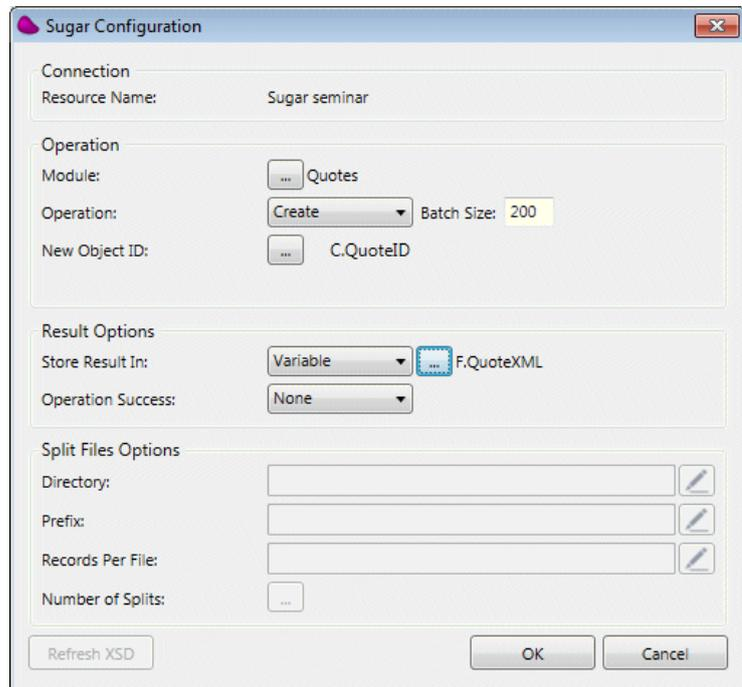 Sugar Configuration
Connection
Resource Name: Sugar seminar
Operation
Module: ... Quotes
Operation: Create Batch Size: 200
New Object ID: ... C.QuoteID
Result Options
Store Result In: Variable ... F.QuoteXML
Operation Success: None
Split Files Options
Directory:
Prefix:
Records Per File:
Number of Splits: ...
Refresh XSD OK Cancel